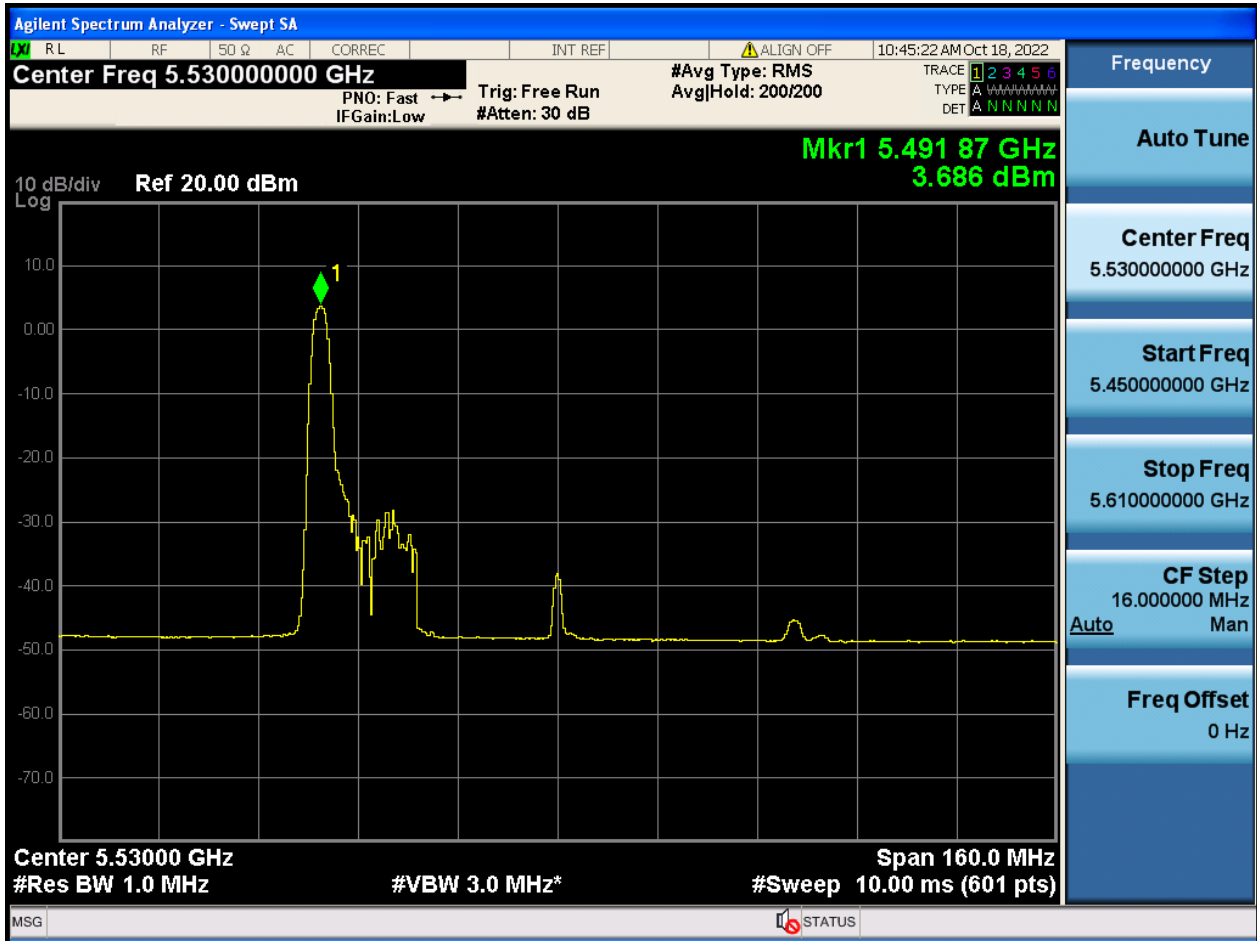 Agilent Spectrum Analyzer - Swept SA
LXI RL RF 50 Ω AC CORREC INT REF ALIGN OFF 10:45:22 AM Oct 18, 2022
Center Freq 5.530000000 GHz
PNO: Fast
IFGain:Low
Trig: Free Run
#Atten: 30 dB
#Avg Type: RMS
Avg|Hold: 200/200
TRACE 1 2 3 4 5 6
TYPE A WWWWW
DET A N N N N N
Mkr1 5.491 87 GHz
3.686 dBm
10 dB/div Ref 20.00 dBm
Log
1
10.0
0.00
-10.0
-20.0
-30.0
-40.0
-50.0
-60.0
-70.0
Center 5.53000 GHz Span 160.0 MHz
#Res BW 1.0 MHz #VBW 3.0 MHz* #Sweep 10.00 ms (601 pts)
MSG STATUS
Frequency
Auto Tune
Center Freq
5.530000000 GHz
Start Freq
5.450000000 GHz
Stop Freq
5.610000000 GHz
CF Step
16.000000 MHz
Auto Man
Freq Offset
0 Hz